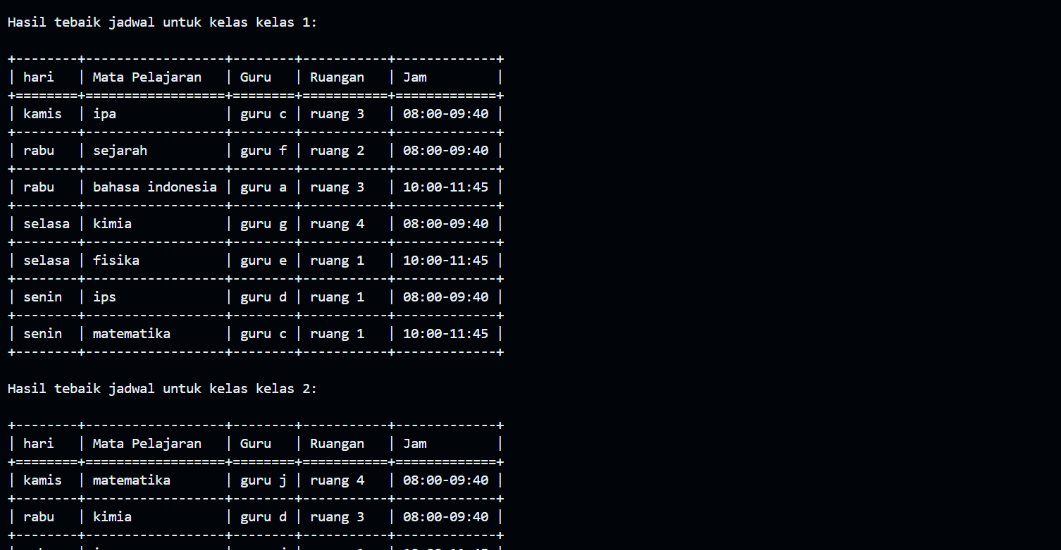 Hasil tebaik jadwal untuk kelas kelas 1:
+--------+------------------+--------+-----------+-------------+
| hari   | Mata Pelajaran   | Guru   | Ruangan   | Jam         |
+========+==================+========+===========+=============+
| kamis  | ipa              | guru c | ruang 3   | 08:00-09:40 |
+--------+------------------+--------+-----------+-------------+
| rabu   | sejarah          | guru f | ruang 2   | 08:00-09:40 |
+--------+------------------+--------+-----------+-------------+
| rabu   | bahasa indonesia | guru a | ruang 3   | 10:00-11:45 |
+--------+------------------+--------+-----------+-------------+
| selasa | kimia            | guru g | ruang 4   | 08:00-09:40 |
+--------+------------------+--------+-----------+-------------+
| selasa | fisika           | guru e | ruang 1   | 10:00-11:45 |
+--------+------------------+--------+-----------+-------------+
| senin  | ips              | guru d | ruang 1   | 08:00-09:40 |
+--------+------------------+--------+-----------+-------------+
| senin  | matematika       | guru c | ruang 1   | 10:00-11:45 |
+--------+------------------+--------+-----------+-------------+
Hasil tebaik jadwal untuk kelas kelas 2:
+--------+------------------+--------+-----------+-------------+
| hari   | Mata Pelajaran   | Guru   | Ruangan   | Jam         |
+========+==================+========+===========+=============+
| kamis  | matematika       | guru j | ruang 4   | 08:00-09:40 |
+--------+------------------+--------+-----------+-------------+
| rabu   | kimia            | guru d | ruang 3   | 08:00-09:40 |
+--------+------------------+--------+-----------+-------------+